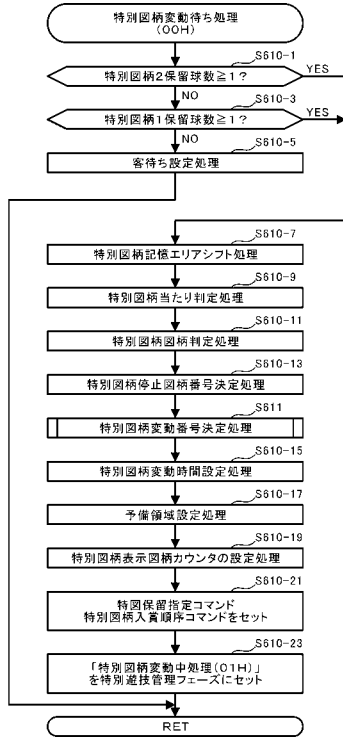 特別図柄変動待ち処理
(00H)
S610-1
特別図柄2保留球数≧1?
YES
NO
S610-3
特別図柄1保留球数≧1?
YES
NO
S610-5
客待ち設定処理
S610-7
特別図柄記憶エリアシフト処理
S610-9
特別図柄当たり判定処理
S610-11
特別図柄図柄判定処理
S610-13
特別図柄停止図柄番号決定処理
S611
特別図柄変動番号決定処理
S610-15
特別図柄変動時間設定処理
S610-17
予備領域設定処理
S610-19
特別図柄表示図柄カウンタの設定処理
S610-21
特図保留指定コマンド
特別図柄入賞順序コマンドをセット
S610-23
「特別図柄変動中処理(01H)」
を特別遊技管理フェーズにセット
RET